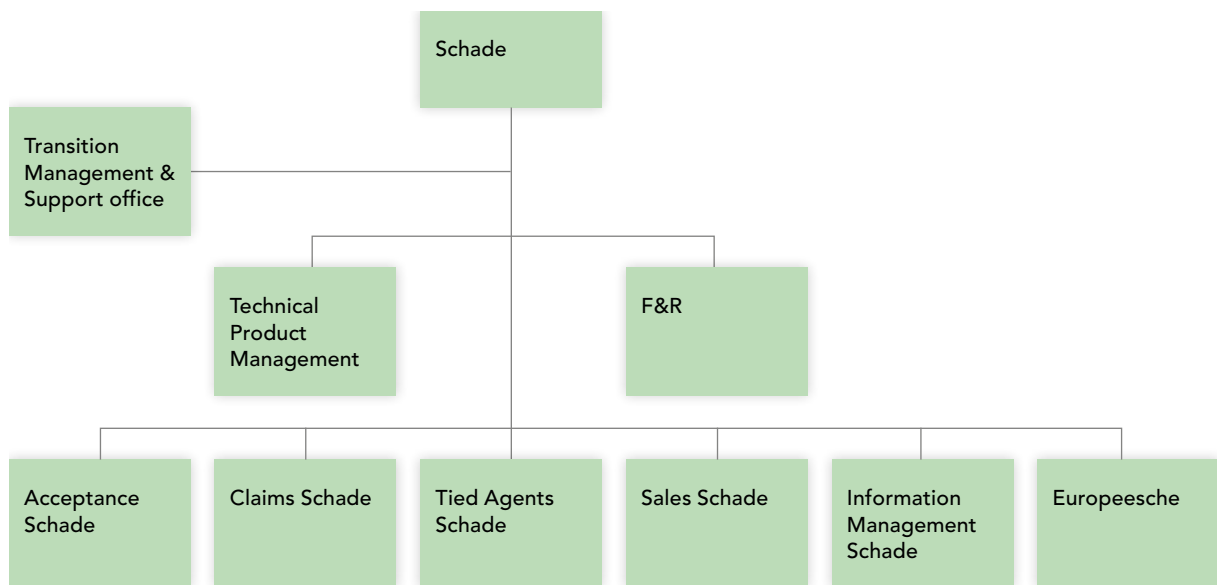 Schade
Transition
Management &
Support office
Technical
Product
Management
F&R
Acceptance
Schade
Claims Schade
Tied Agents
Schade
Sales Schade
Information
Management
Schade
Europeesche